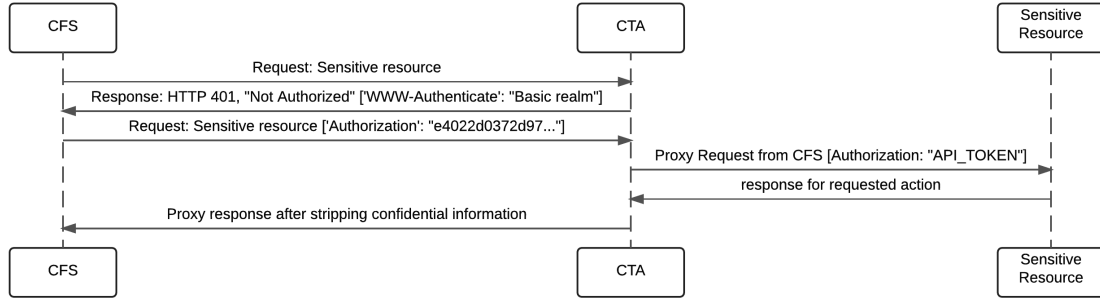 CFS
CTA
Sensitive
Resource
Request: Sensitive resource
Response: HTTP 401, "Not Authorized" ['WWW-Authenticate': "Basic realm"]
Request: Sensitive resource ['Authorization': "e4022d0372d97..."]
Proxy Request from CFS [Authorization: "API_TOKEN"]
response for requested action
Proxy response after stripping confidential information
CFS
CTA
Sensitive
Resource